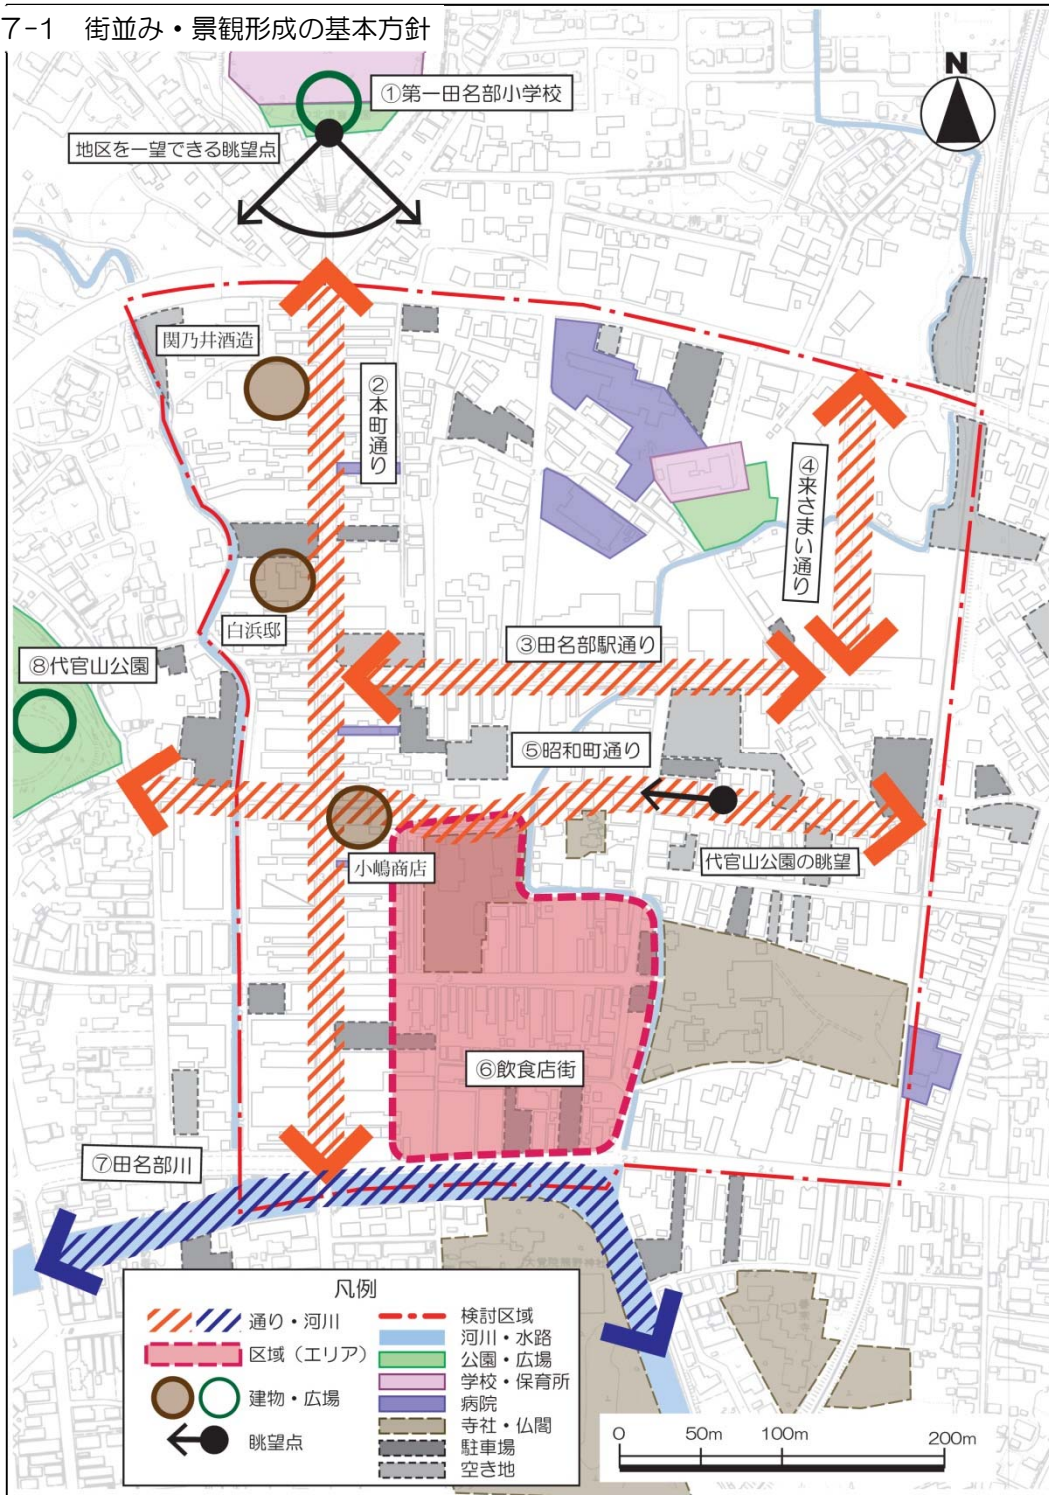 7-1 街並み・景観形成の基本方針
N
①第一田名部小学校
地区を一望できる眺望点
関乃井酒造
②本町通り
④来さまい通り
白浜邸
③田名部駅通り
⑧代官山公園
⑤昭和町通り
小嶋商店
代官山公園の眺望
⑥飲食店街
⑦田名部川
凡例
通り・河川
区域（エリア）
建物・広場
眺望点
検討区域
河川・水路
公園・広場
学校・保育所
病院
寺社・仏閣
駐車場
空き地
0 50m 100m 200m